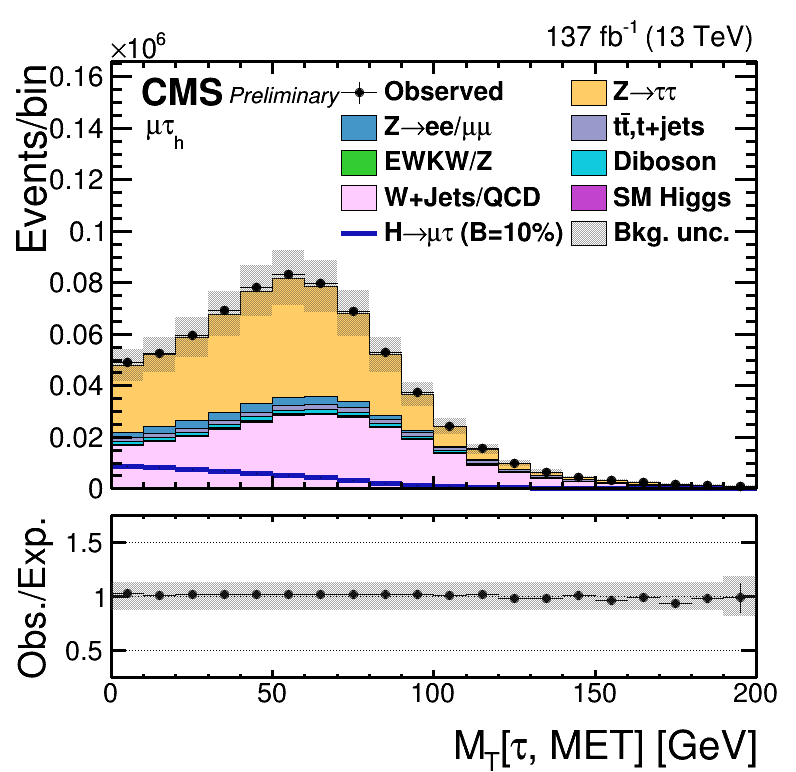 ×10⁶
137 fb⁻¹ (13 TeV)
CMS Preliminary
μτₕ
Observed
Z→ττ
Z→ee/μμ
tt̄,t+jets
EWKW/Z
Diboson
W+Jets/QCD
SM Higgs
H→μτ (B=10%)
Bkg. unc.
Events/bin
0.16
0.14
0.12
0.1
0.08
0.06
0.04
0.02
0
Obs./Exp.
1.5
1
0.5
0 50 100 150 200
M_T[τ, MET] [GeV]